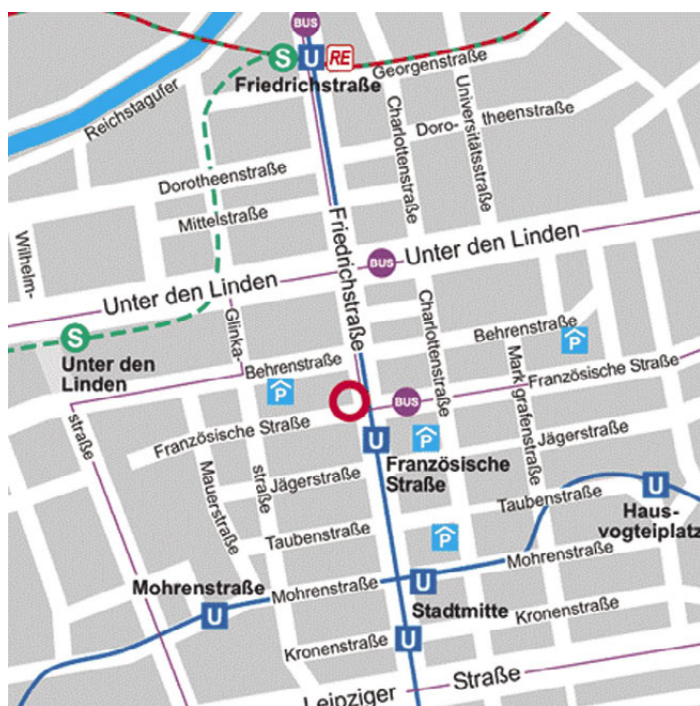 BUS
S
U
RE
Friedrichstraße
Georgenstraße
Reichstagufer
Charlottenstraße
Universitätsstraße
Doro-
theenstraße
Dorotheenstraße
Mittelstraße
Friedrichstraße
Wilhelm-
Unter den Linden
BUS
Unter den Linden
S
Unter den
Linden
Glinka-
Charlottenstraße
Behrenstraße
P
Behrenstraße
P
Mark grafenstraße
Französische Straße
BUS
Französische Straße
U
P
Jägerstraße
straße
Französische
Straße
Mauerstraße
straße
Jägerstraße
Taubenstraße
U
Haus-
vogteiplatz
Taubenstraße
P
Mohrenstraße
Mohrenstraße
U
Mohrenstraße
U
Stadtmitte
Kronenstraße
Kronenstraße
U
Leipziger
Straße